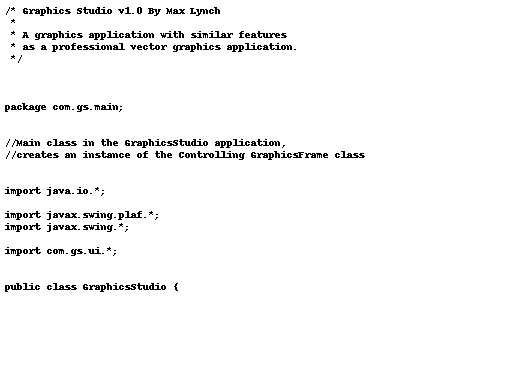 /* Graphics Studio v1.0 By Max Lynch
 *
 * A graphics application with similar features
 * as a professional vector graphics application.
 */
package com.gs.main;
//Main class in the GraphicsStudio application,
//creates an instance of the Controlling GraphicsFrame class
import java.io.*;
import javax.swing.plaf.*;
import javax.swing.*;
import com.gs.ui.*;
public class GraphicsStudio {